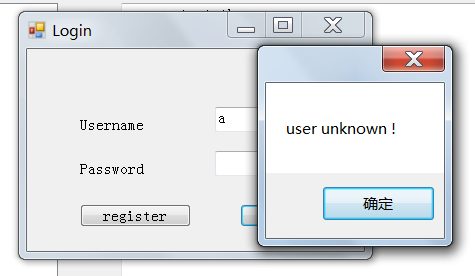 Login
Username
a
Password
register
user unknown !
确定